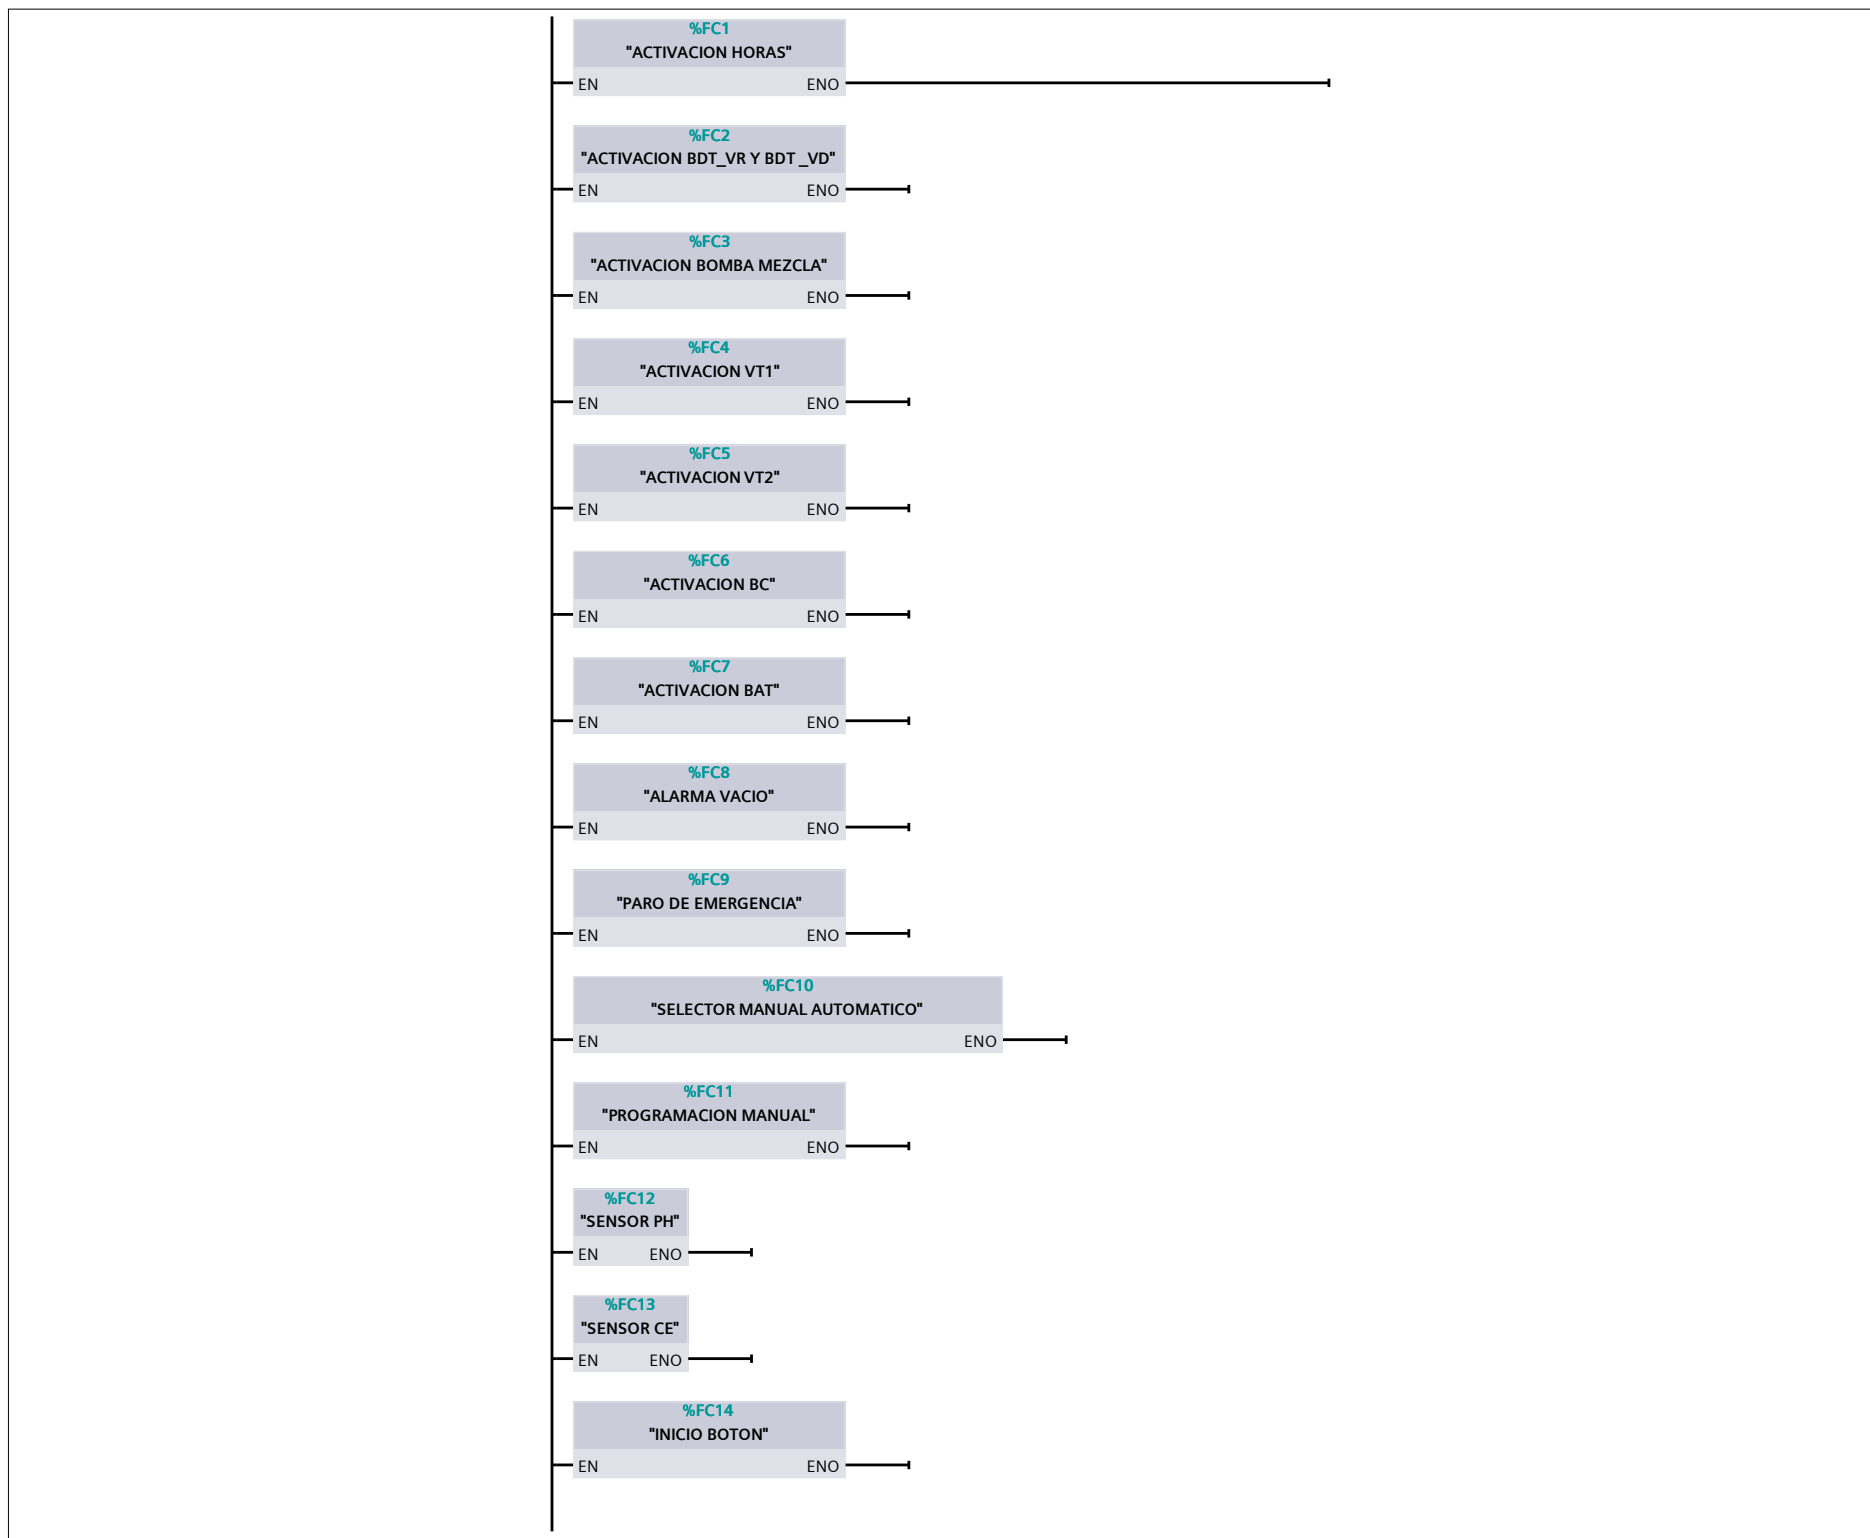 %FC1
"ACTIVACION HORAS"
EN ENO
%FC2
"ACTIVACION BDT_VR Y BDT _VD"
EN ENO
%FC3
"ACTIVACION BOMBA MEZCLA"
EN ENO
%FC4
"ACTIVACION VT1"
EN ENO
%FC5
"ACTIVACION VT2"
EN ENO
%FC6
"ACTIVACION BC"
EN ENO
%FC7
"ACTIVACION BAT"
EN ENO
%FC8
"ALARMA VACIO"
EN ENO
%FC9
"PARO DE EMERGENCIA"
EN ENO
%FC10
"SELECTOR MANUAL AUTOMATICO"
EN ENO
%FC11
"PROGRAMACION MANUAL"
EN ENO
%FC12
"SENSOR PH"
EN ENO
%FC13
"SENSOR CE"
EN ENO
%FC14
"INICIO BOTON"
EN ENO